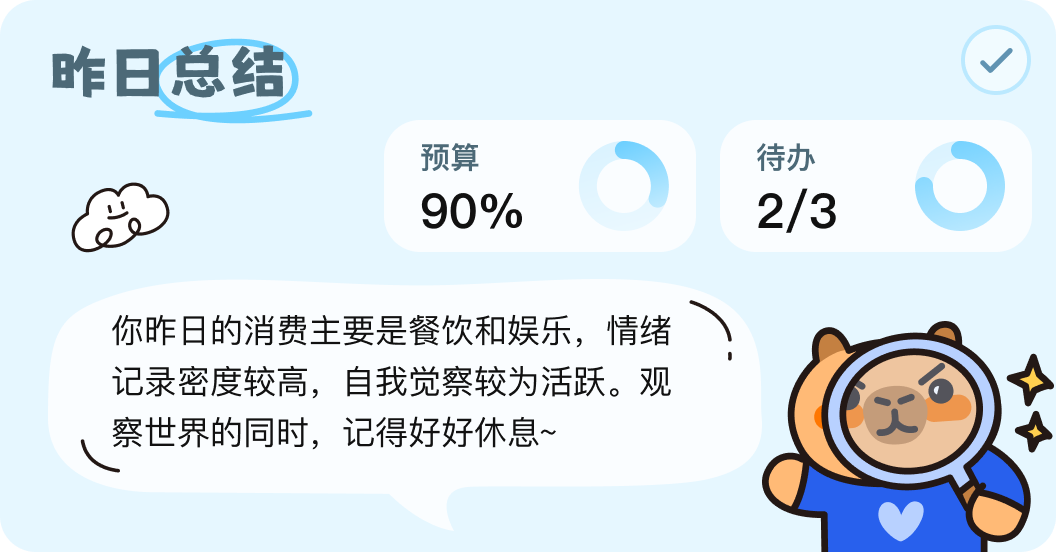 昨日总结
预算
90%
待办
2/3
你昨日的消费主要是餐饮和娱乐，情绪
记录密度较高，自我觉察较为活跃。观
察世界的同时，记得好好休息~